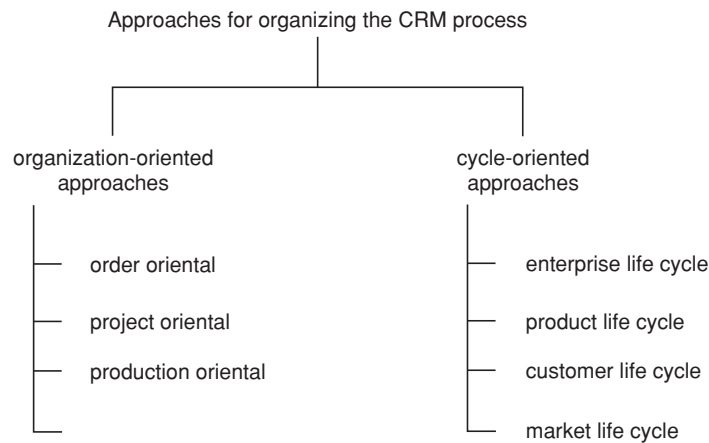 Approaches for organizing the CRM process
organization-oriented
approaches
order oriental
project oriental
production oriental
cycle-oriented
approaches
enterprise life cycle
product life cycle
customer life cycle
market life cycle